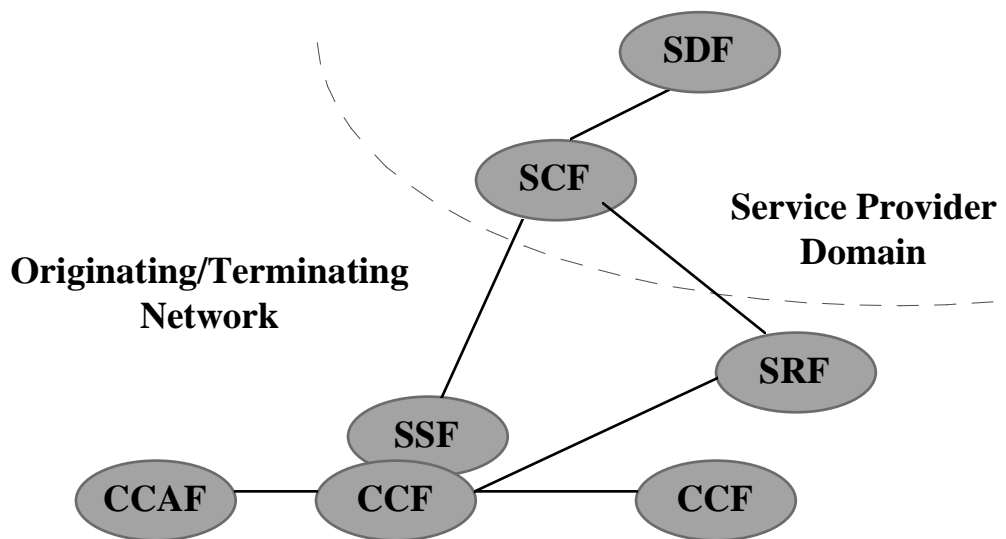 SDF
SCF
Service Provider
Domain
Originating/Terminating
Network
SRF
SSF
CCAF
CCF
CCF